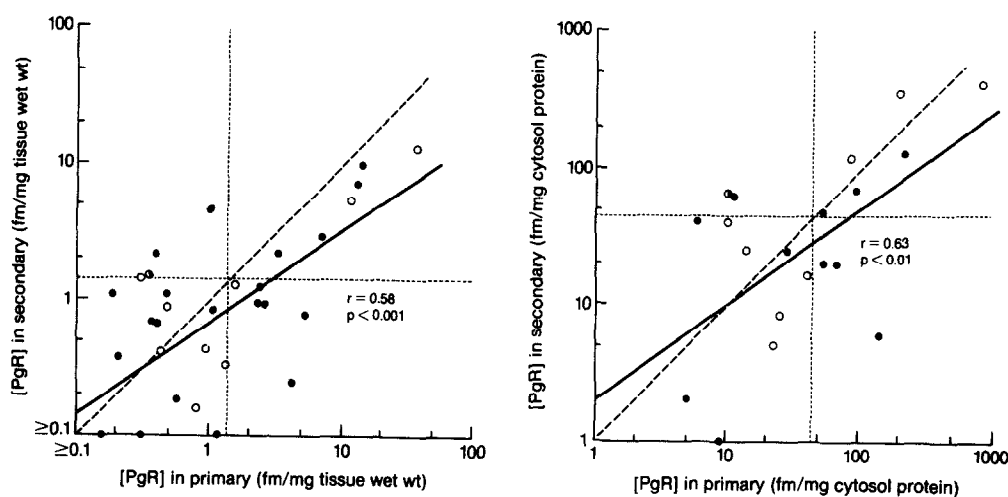 100
10
1
≥0.1
≥0.1
1
10
100
[PgR] in secondary (fm/mg tissue wet wt)
[PgR] in primary (fm/mg tissue wet wt)
r = 0.58
p < 0.001
1000
100
10
1
1
10
100
1000
[PgR] in secondary (fm/mg cytosol protein)
[PgR] in primary (fm/mg cytosol protein)
r = 0.63
p < 0.01